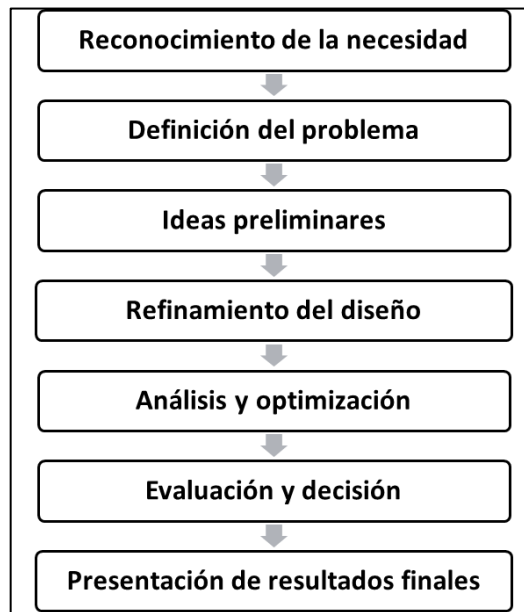 Reconocimiento de la necesidad
Definición del problema
Ideas preliminares
Refinamiento del diseño
Análisis y optimización
Evaluación y decisión
Presentación de resultados finales